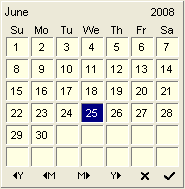 June 2008
Su Mo Tu We Th Fr Sa
1 2 3 4 5 6 7
8 9 10 11 12 13 14
15 16 17 18 19 20 21
22 23 24 25 26 27 28
29 30
◀Y ◀M M▶ Y▶ ✕ ✓